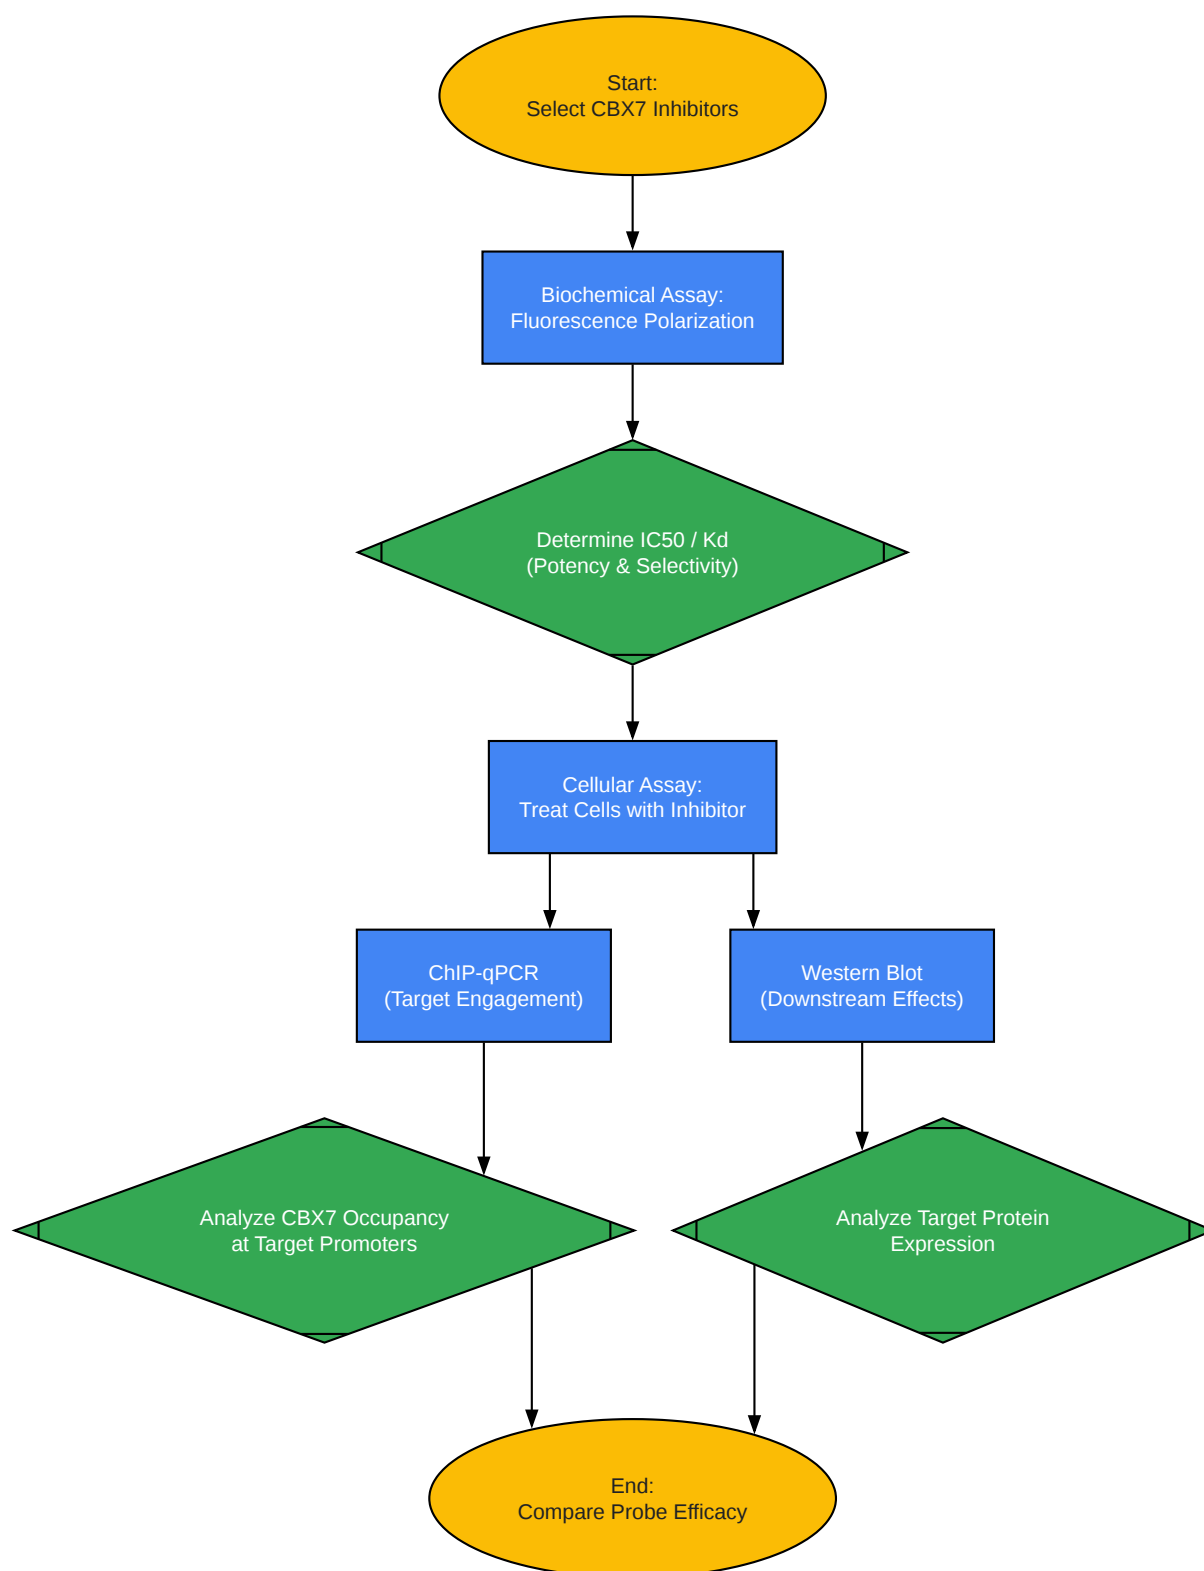 Start:
Select CBX7 Inhibitors
Biochemical Assay:
Fluorescence Polarization
Determine IC50 / Kd
(Potency & Selectivity)
Cellular Assay:
Treat Cells with Inhibitor
ChIP-qPCR
(Target Engagement)
Western Blot
(Downstream Effects)
Analyze CBX7 Occupancy
at Target Promoters
Analyze Target Protein
Expression
End:
Compare Probe Efficacy